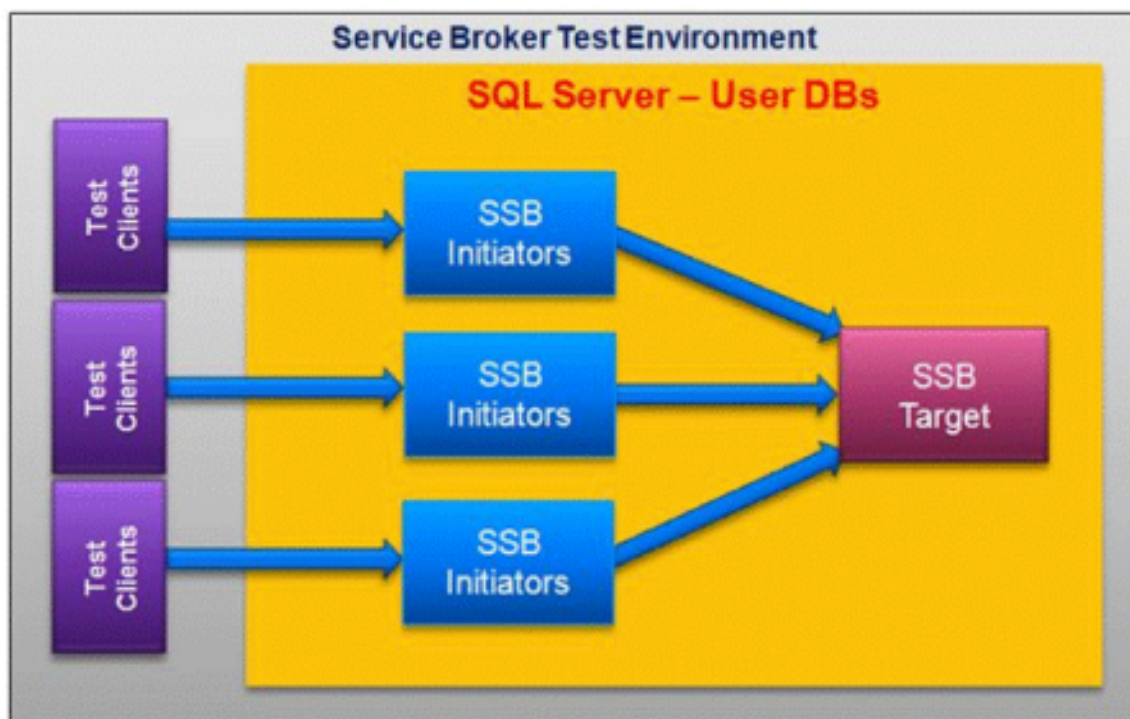 Service Broker Test Environment
SQL Server – User DBs
Test
Clients
SSB
Initiators
Test
Clients
SSB
Initiators
SSB
Target
Test
Clients
SSB
Initiators